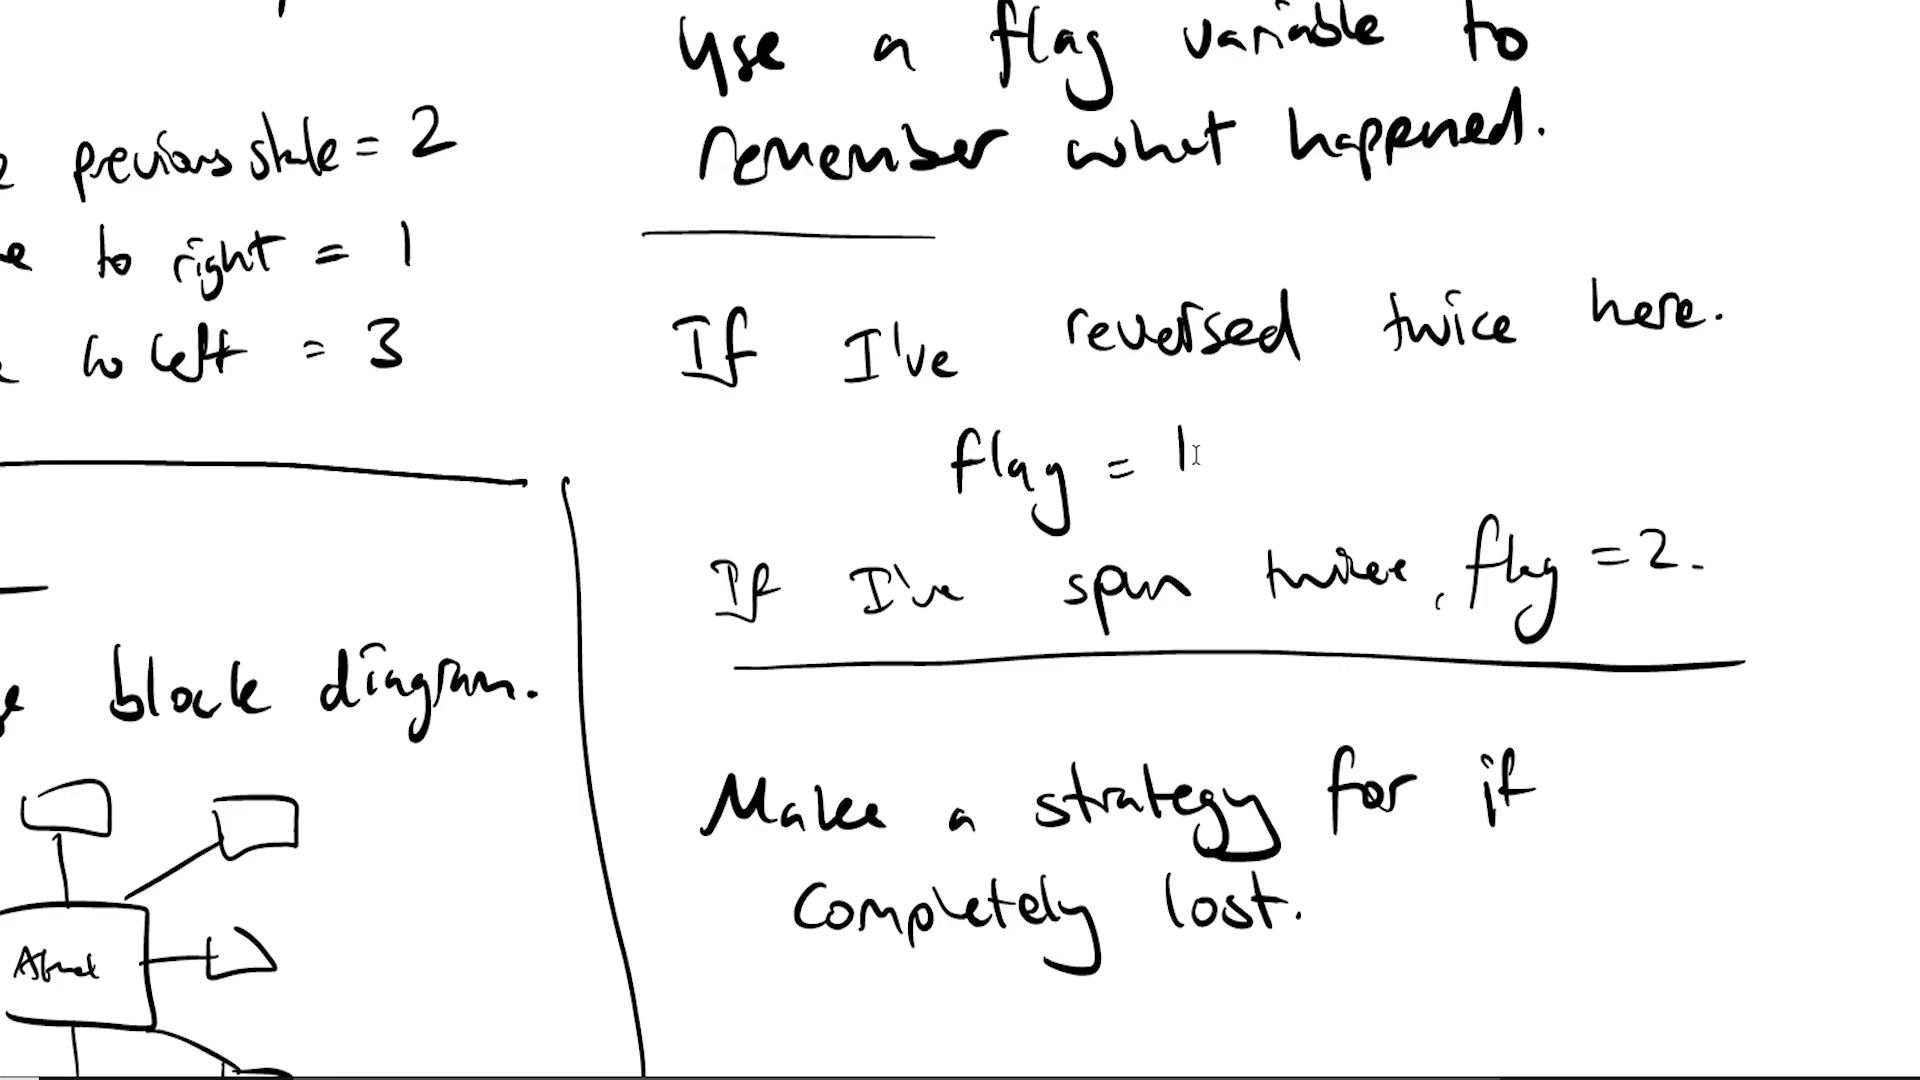 previous state = 2
to right = 1
to left = 3
block diagram.
Atmel
Use a flag variable to
remember what happened.
If I've reversed twice here.
flag = 1
If I've spun twice, flag = 2.
Make a strategy for if
completely lost.